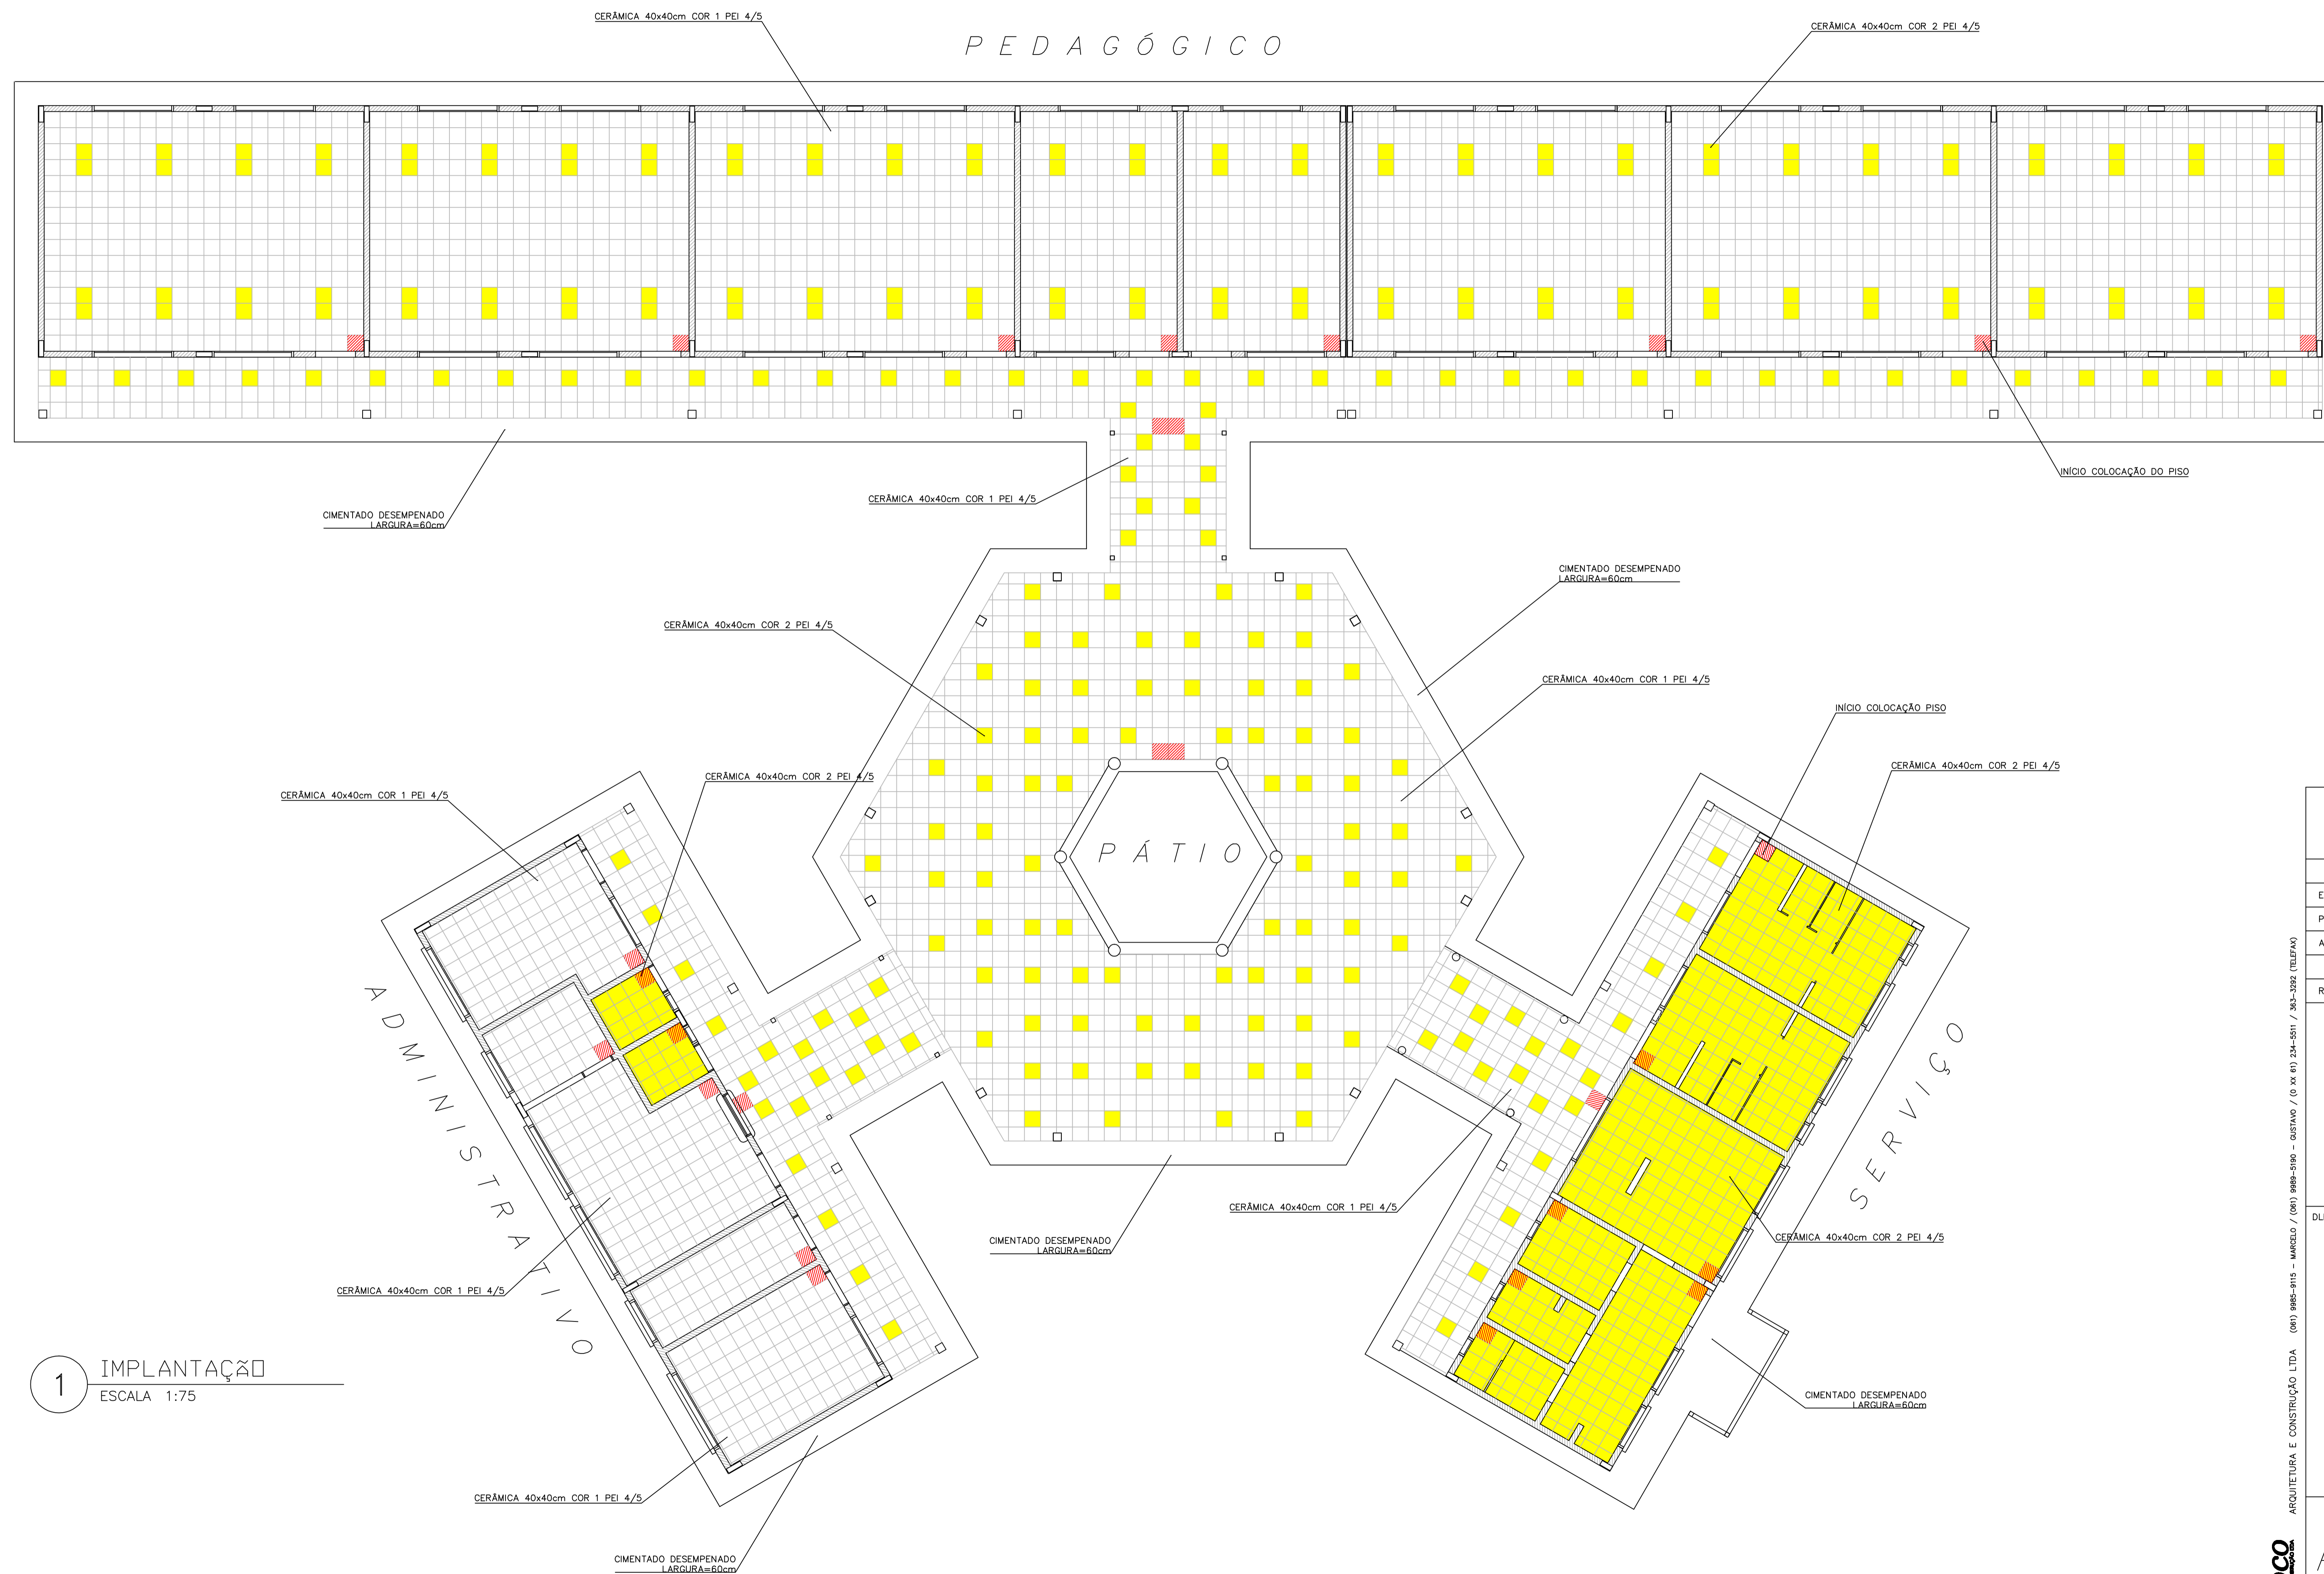 CERÂMICA 40x40cm COR 1 PEI 4/5
CERÂMICA 40x40cm COR 2 PEI 4/5
PEDAGÓGICO
INÍCIO COLOCAÇÃO DO PISO
CERÂMICA 40x40cm COR 1 PEI 4/5
CIMENTADO DESEMPENADO
LARGURA=60cm
CIMENTADO DESEMPENADO
LARGURA=60cm
CERÂMICA 40x40cm COR 2 PEI 4/5
CERÂMICA 40x40cm COR 1 PEI 4/5
INÍCIO COLOCAÇÃO PISO
CERÂMICA 40x40cm COR 2 PEI 4/5
CERÂMICA 40x40cm COR 2 PEI 4/5
CERÂMICA 40x40cm COR 1 PEI 4/5
PÁTIO
ADMINISTRATIVO
SERVIÇO
CERÂMICA 40x40cm COR 1 PEI 4/5
CIMENTADO DESEMPENADO
LARGURA=60cm
CERÂMICA 40x40cm COR 2 PEI 4/5
CERÂMICA 40x40cm COR 1 PEI 4/5
1
IMPLANTAÇÃO
ESCALA 1:75
CIMENTADO DESEMPENADO
LARGURA=60cm
CERÂMICA 40x40cm COR 1 PEI 4/5
CIMENTADO DESEMPENADO
LARGURA=60cm
E
P
A
R
DL
ARQUITETURA E CONSTRUÇÃO LTDA (061) 9985-9115 - MARCELO / (061) 9989-5190 - GUSTAVO / (0 XX 61) 234-5511 / 363-3292 (TELEFAX)